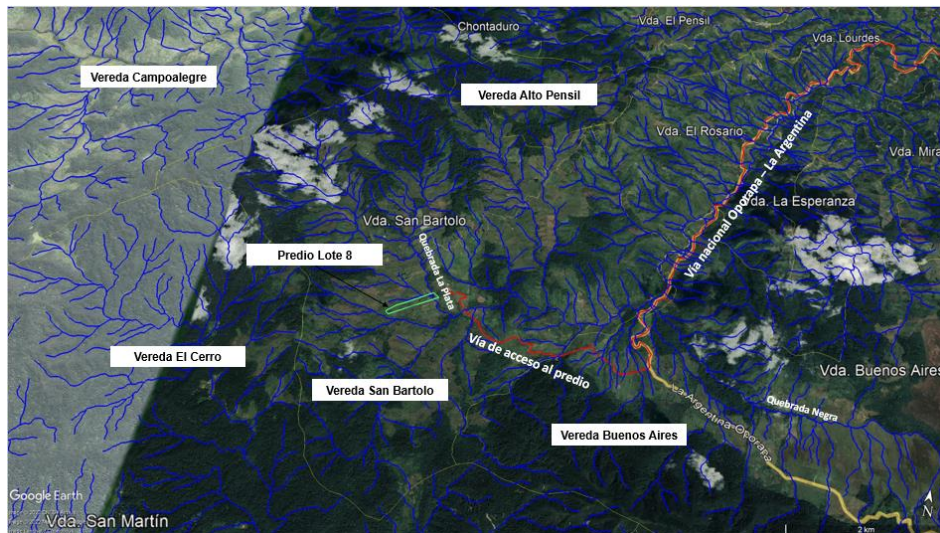 Chontaduro
Vda. El Pensil
Vda. Lourdes
Vereda Campoalegre
Vereda Alto Pensil
Vda. El Rosario
Vda. Mira
Vía nacional Oporapa – La Argentina
Vda. La Esperanza
Vda. San Bartolo
Quebrada La Plata
Predio Lote 8
Vereda El Cerro
Vía de acceso al predio
Vereda San Bartolo
Vda. Buenos Aires
Quebrada Negra
La Argentina Oporapa
Vereda Buenos Aires
Google Earth
Vda. San Martín
2 km
N